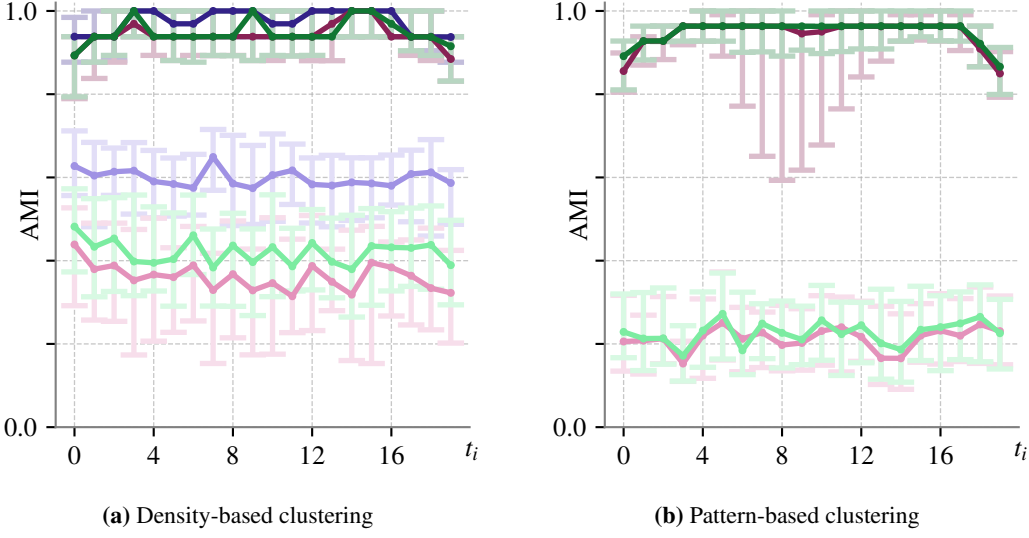 1.0
AMI
0.0
0 4 8 12 16 t_i
(a) Density-based clustering
1.0
AMI
0.0
0 4 8 12 16 t_i
(b) Pattern-based clustering